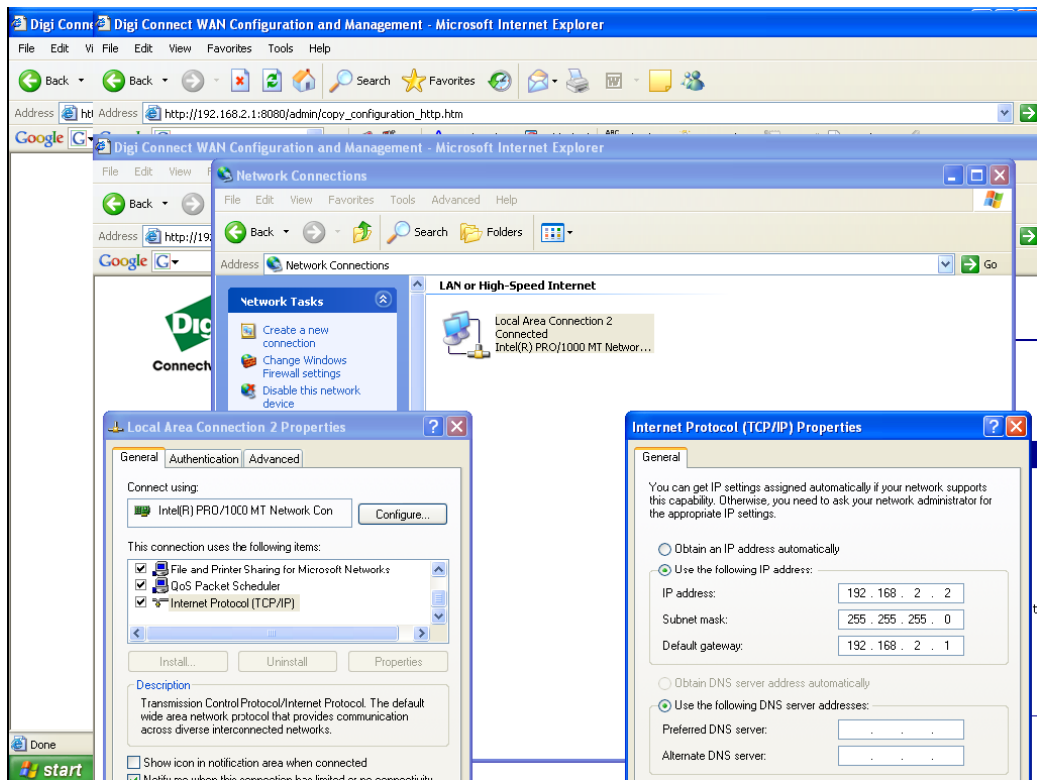 Digi Conne
File Edit Vi
Back
Address
Google
Digi Connect WAN Configuration and Management - Microsoft Internet Explorer
File Edit View Favorites Tools Help
Back Search Favorites
Address http://192.168.2.1:8080/admin/copy_configuration_http.htm
Digi Connect WAN Configuration and Management - Microsoft Internet Explorer
File Edit View
Back
Address http://19
Google
Digi
Network Connections
File Edit View Favorites Tools Advanced Help
Back Search Folders
Address Network Connections Go
Network Tasks
Create a new
connection
Change Windows
Firewall settings
Disable this network
device
LAN or High-Speed Internet
Local Area Connection 2
Connected
Intel(R) PRO/1000 MT Networ...
Local Area Connection 2 Properties
General Authentication Advanced
Connect using:
Intel(R) PRO/1000 MT Network Con Configure...
This connection uses the following items:
File and Printer Sharing for Microsoft Networks
QoS Packet Scheduler
Internet Protocol (TCP/IP)
Install... Uninstall Properties
Description
Transmission Control Protocol/Internet Protocol. The default
wide area network protocol that provides communication
across diverse interconnected networks.
Show icon in notification area when connected
Notify me when this connection has limited or no connectivity
Internet Protocol (TCP/IP) Properties
General
You can get IP settings assigned automatically if your network supports
this capability. Otherwise, you need to ask your network administrator for
the appropriate IP settings.
Obtain an IP address automatically
Use the following IP address:
IP address: 192 . 168 . 2 . 2
Subnet mask: 255 . 255 . 255 . 0
Default gateway: 192 . 168 . 2 . 1
Obtain DNS server address automatically
Use the following DNS server addresses:
Preferred DNS server: . . .
Alternate DNS server: . . .
Done
start